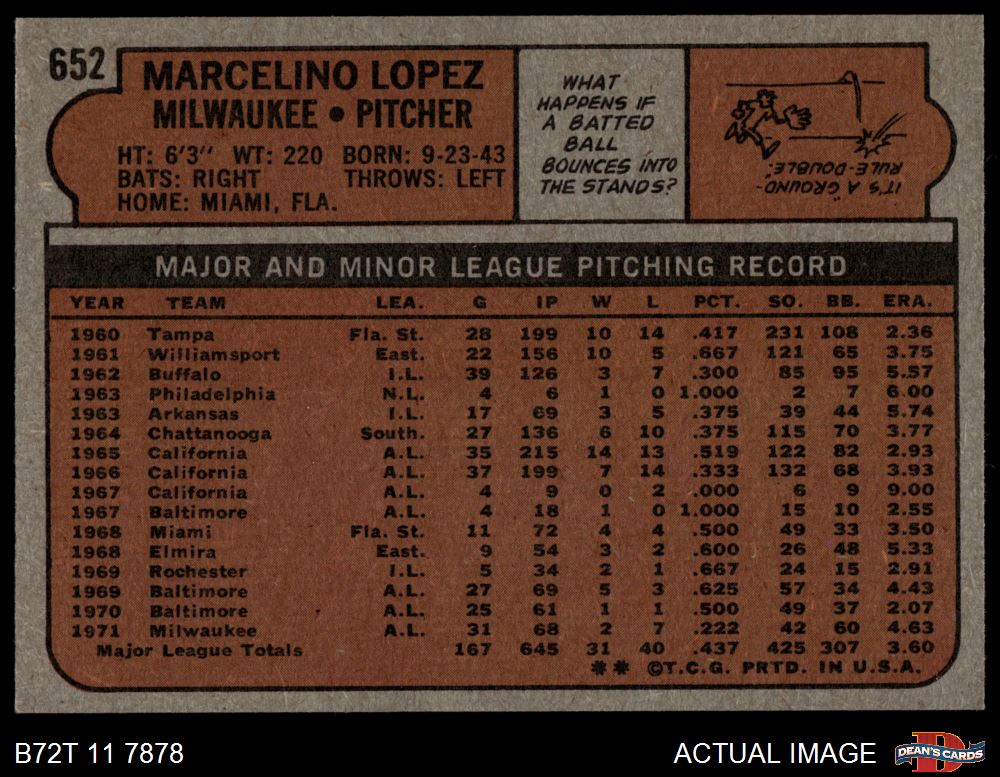 652
MARCELINO LOPEZ
MILWAUKEE • PITCHER
HT: 6'3" WT: 220 BORN: 9-23-43
BATS: RIGHT THROWS: LEFT
HOME: MIAMI, FLA.
WHAT
HAPPENS IF
A BATTED
BALL
BOUNCES INTO
THE STANDS?
IT'S A "GROUND-
RULE-DOUBLE."
MAJOR AND MINOR LEAGUE PITCHING RECORD
YEAR TEAM LEA. G IP W L PCT. SO. BB. ERA.
1960 Tampa Fla. St. 28 199 10 14 .417 231 108 2.36
1961 Williamsport East. 22 156 10 5 .667 121 65 3.75
1962 Buffalo I.L. 39 126 3 7 .300 85 95 5.57
1963 Philadelphia N.L. 4 6 1 0 1.000 2 7 6.00
1963 Arkansas I.L. 17 69 3 5 .375 39 44 5.74
1964 Chattanooga South. 27 136 6 10 .375 115 70 3.77
1965 California A.L. 35 215 14 13 .519 122 82 2.93
1966 California A.L. 37 199 7 14 .333 132 68 3.93
1967 California A.L. 4 9 0 2 .000 6 9 9.00
1967 Baltimore A.L. 4 18 1 0 1.000 15 10 2.55
1968 Miami Fla. St. 11 72 4 4 .500 49 33 3.50
1968 Elmira East. 9 54 3 2 .600 26 48 5.33
1969 Rochester I.L. 5 34 2 1 .667 24 15 2.91
1969 Baltimore A.L. 27 69 5 3 .625 57 34 4.43
1970 Baltimore A.L. 25 61 1 1 .500 49 37 2.07
1971 Milwaukee A.L. 31 68 2 7 .222 42 60 4.63
Major League Totals 167 645 31 40 .437 425 307 3.60
** ©T.C.G. PRTD. IN U.S.A.
B72T 11 7878 ACTUAL IMAGE
DEAN'S CARDS